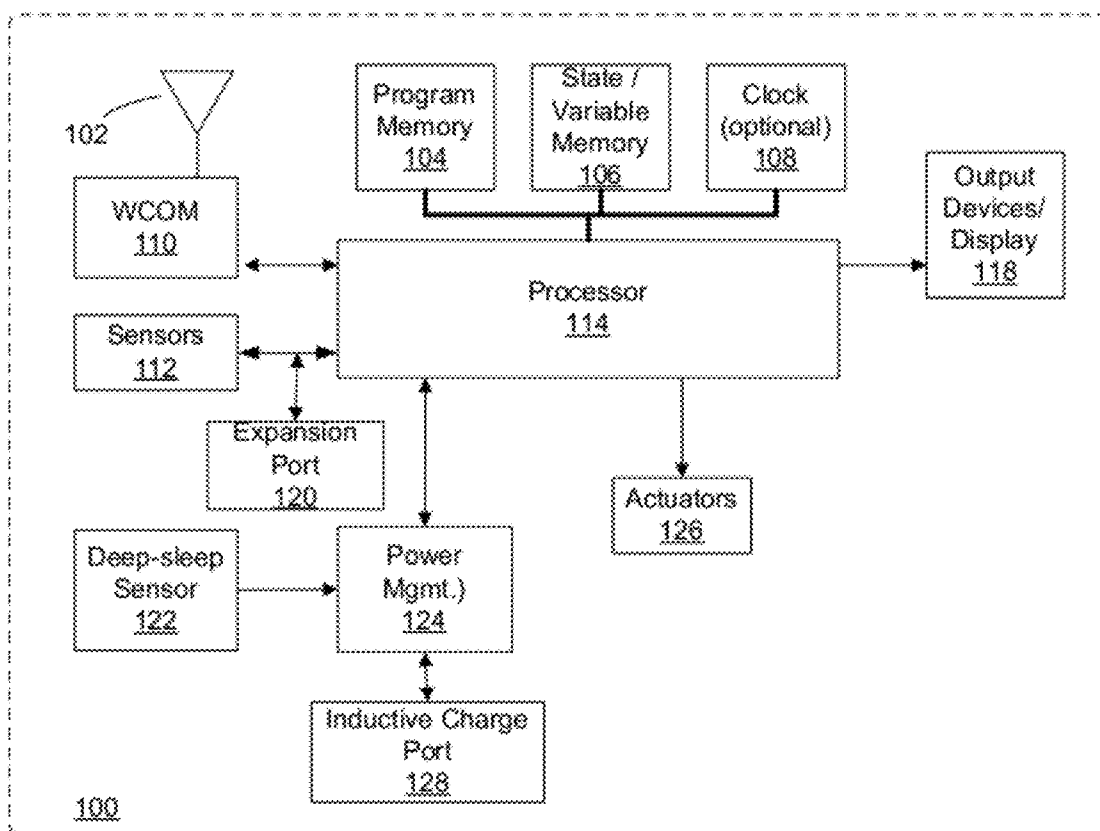 102
Program
Memory
104
State /
Variable
Memory
106
Clock
(optional)
108
WCOM
110
Output
Devices/
Display
118
Processor
114
Sensors
112
Expansion
Port
120
Actuators
126
Deep-sleep
Sensor
122
Power
Mgmt.)
124
Inductive Charge
Port
128
100